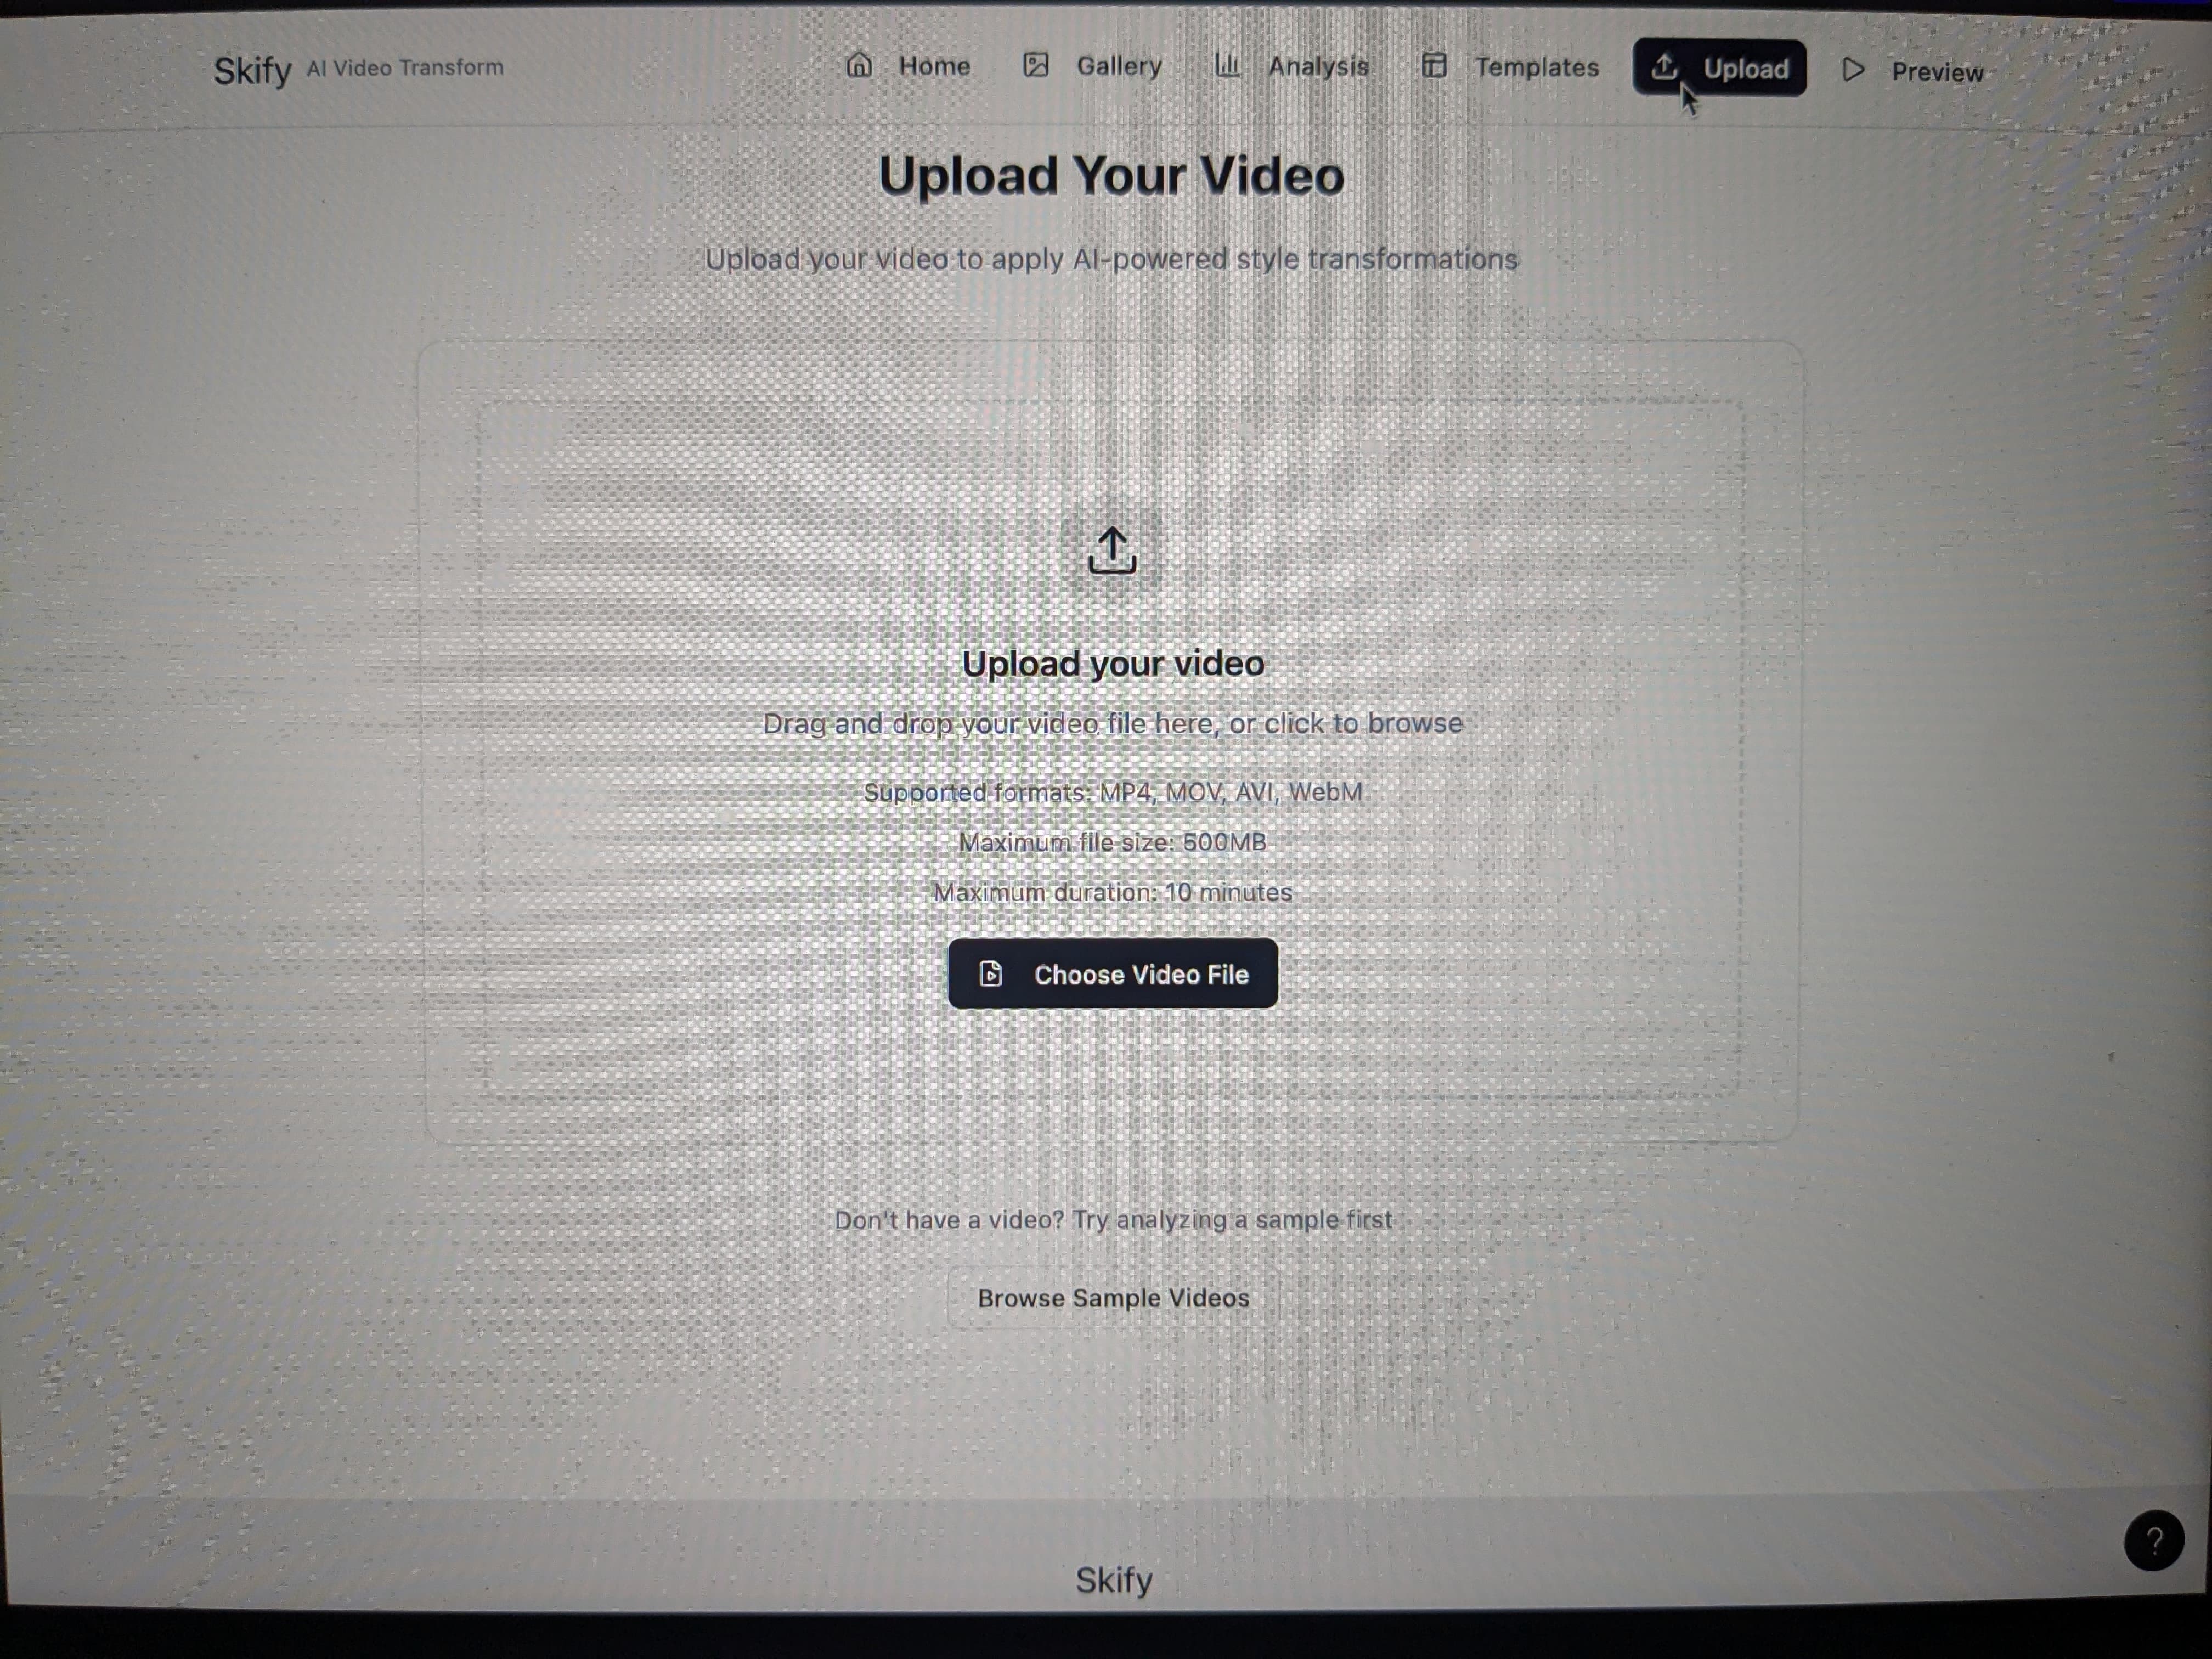 Skify AI Video Transform Home Gallery Analysis Templates Upload Preview
Upload Your Video
Upload your video to apply AI-powered style transformations
Upload your video
Drag and drop your video file here, or click to browse
Supported formats: MP4, MOV, AVI, WebM
Maximum file size: 500MB
Maximum duration: 10 minutes
Choose Video File
Don't have a video? Try analyzing a sample first
Browse Sample Videos
?
Skify